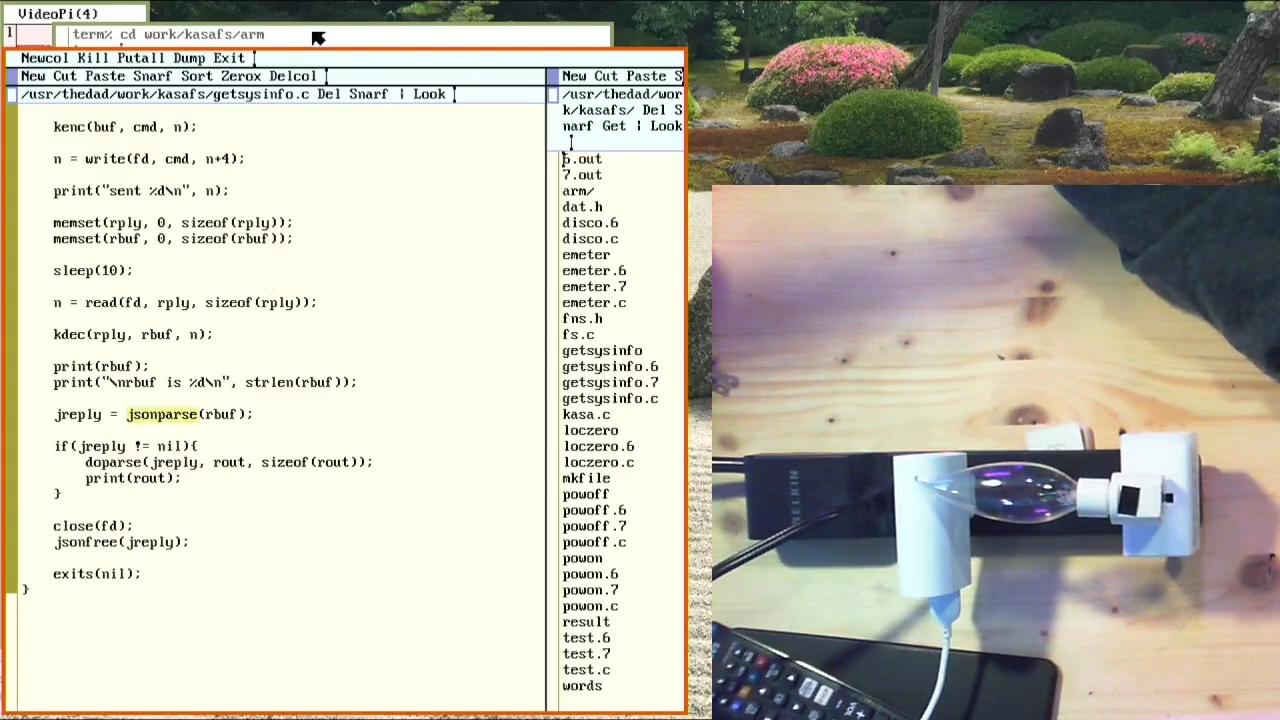 VideoPi(4)
1
term% cd work/kasafs/arm
Newcol Kill Putall Dump Exit
New Cut Paste Snarf Sort Zerox Delcol
/usr/thedad/work/kasafs/getsysinfo.c Del Snarf | Look
kenc(buf, cmd, n);
n = write(fd, cmd, n+4);
print("sent %d\n", n);
memset(rply, 0, sizeof(rply));
memset(rbuf, 0, sizeof(rbuf));
sleep(10);
n = read(fd, rply, sizeof(rply));
kdec(rply, rbuf, n);
print(rbuf);
print("\nrbuf is %d\n", strlen(rbuf));
jreply = jsonparse(rbuf);
if(jreply != nil){
doparse(jreply, rout, sizeof(rout));
print(rout);
}
close(fd);
jsonfree(jreply);
exits(nil);
}
New Cut Paste S
/usr/thedad/wor
k/kasafs/ Del S
narf Get | Look
6.out
7.out
arm/
dat.h
disco.6
disco.c
emeter
emeter.6
emeter.7
emeter.c
fns.h
fs.c
getsysinfo
getsysinfo.6
getsysinfo.7
getsysinfo.c
kasa.c
loczero
loczero.6
loczero.c
mkfile
powoff
powoff.6
powoff.7
powoff.c
powon
powon.6
powon.7
powon.c
result
test.6
test.7
test.c
words
BELKIN
VOL